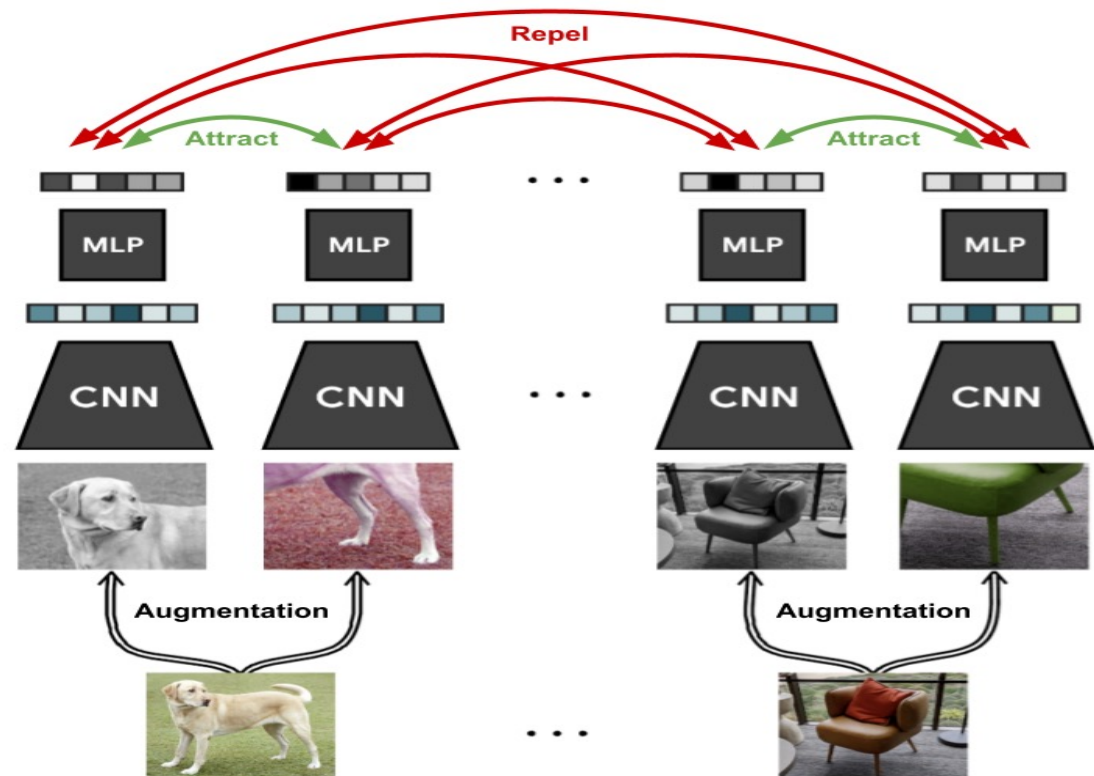 Repel
Attract
Attract
MLP
MLP
MLP
MLP
CNN
CNN
CNN
CNN
Augmentation
Augmentation